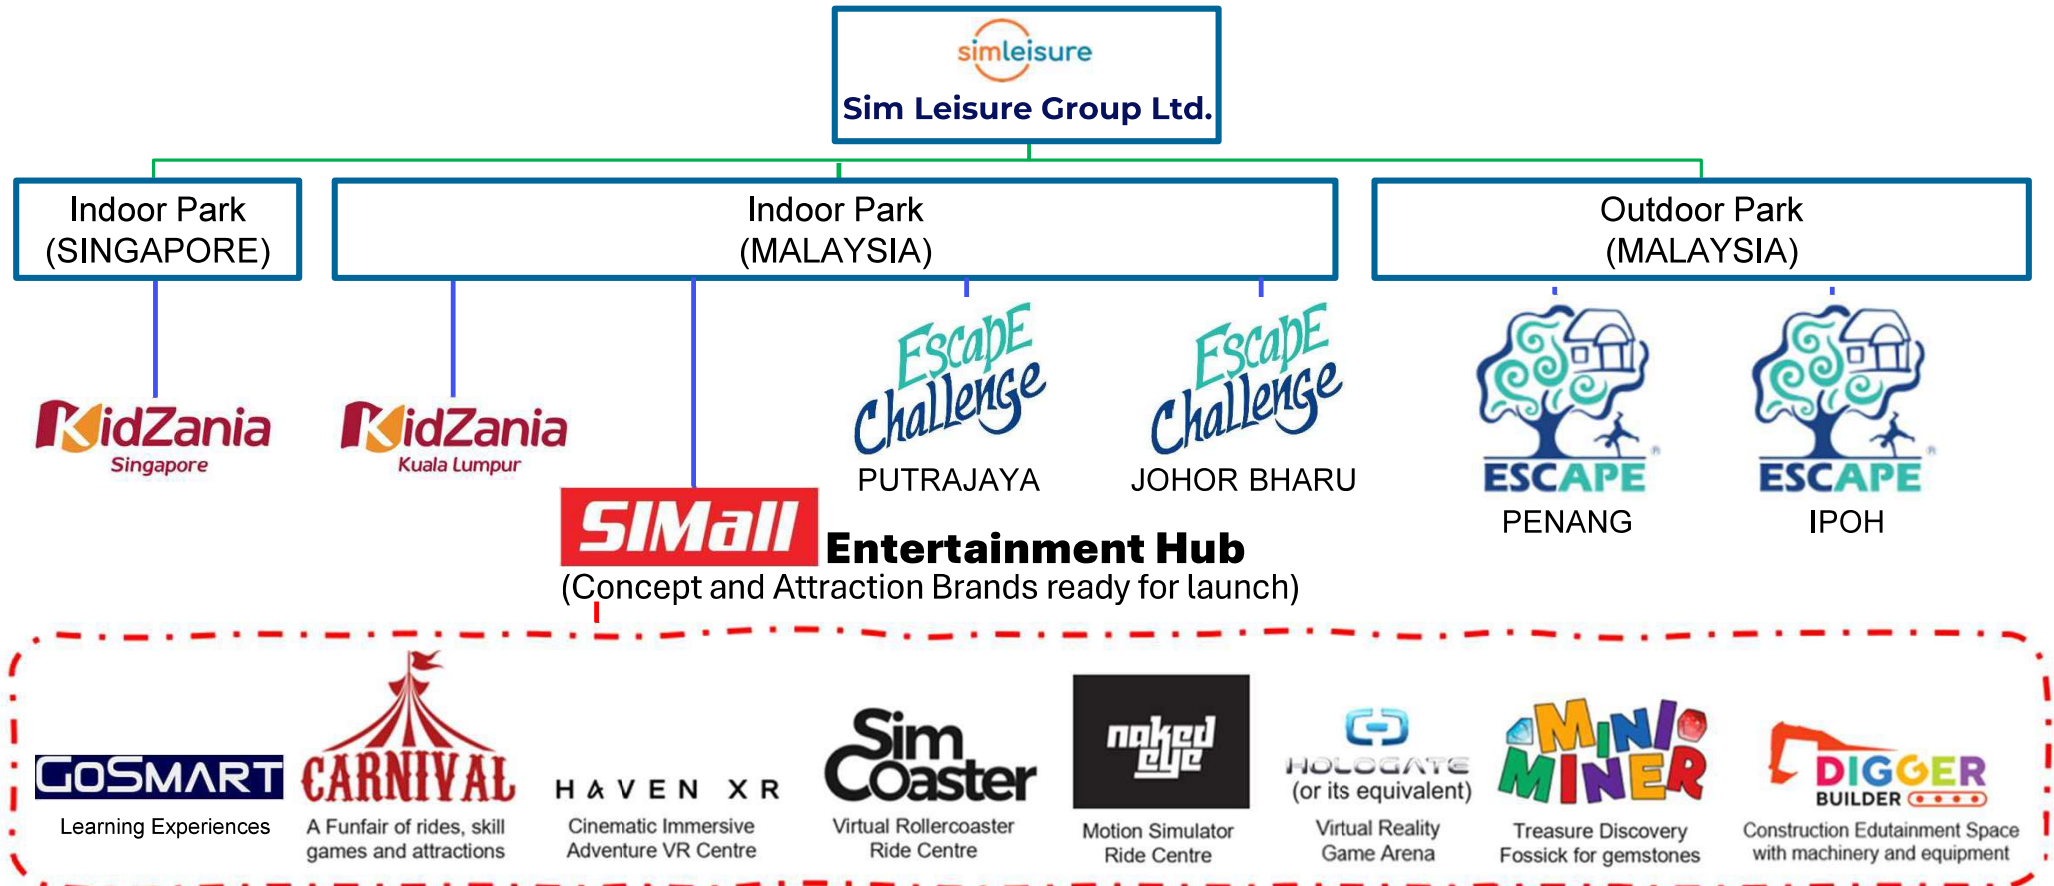 simleisure
Sim Leisure Group Ltd.
Indoor Park
(SINGAPORE)
Indoor Park
(MALAYSIA)
Outdoor Park
(MALAYSIA)
KidZania
Singapore
KidZania
Kuala Lumpur
Escape
Challenge
PUTRAJAYA
Escape
Challenge
JOHOR BHARU
ESCAPE ®
PENANG
ESCAPE ®
IPOH
SIMall Entertainment Hub
(Concept and Attraction Brands ready for launch)
GOSMART
Learning Experiences
CARNIVAL
A Funfair of rides, skill
games and attractions
HAVEN XR
Cinematic Immersive
Adventure VR Centre
Sim
Coaster
Virtual Rollercoaster
Ride Centre
naked
eye
Motion Simulator
Ride Centre
HOLOGATE
(or its equivalent)
Virtual Reality
Game Arena
MINI
MINER
Treasure Discovery
Fossick for gemstones
DIGGER
BUILDER
Construction Edutainment Space
with machinery and equipment